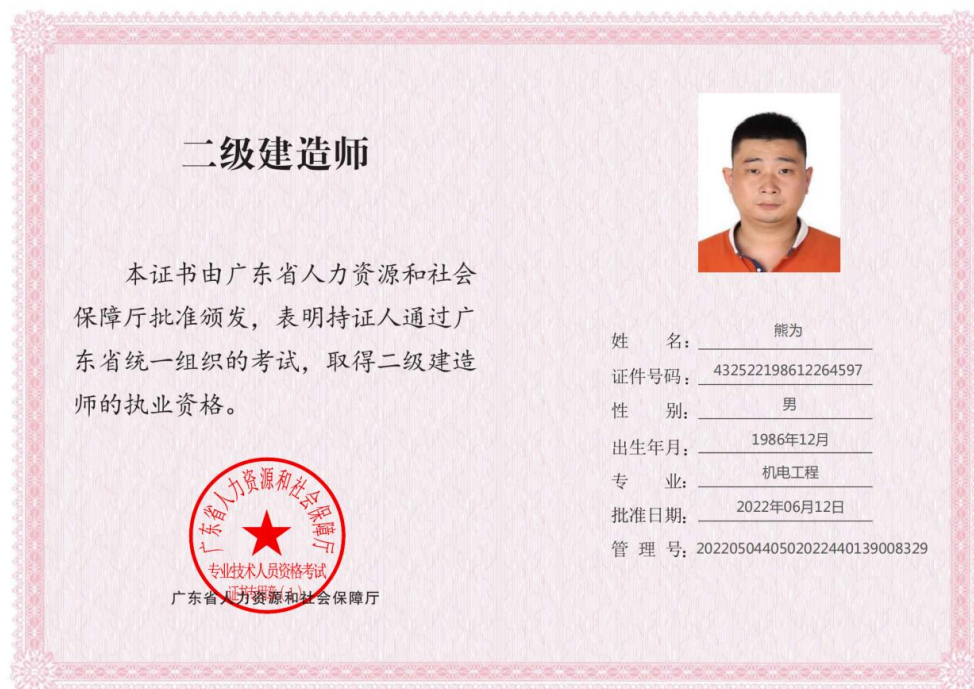 二级建造师
本证书由广东省人力资源和社会
保障厅批准颁发，表明持证人通过广
东省统一组织的考试，取得二级建造
师的执业资格。
广东省人力资源和社会保障厅
专业技术人员资格考试
证书专用章(1)
广东省人力资源和社会保障厅
姓 名：熊为
证件号码：432522198612264597
性 别：男
出生年月：1986年12月
专 业：机电工程
批准日期：2022年06月12日
管 理 号：2022050440502022440139008329